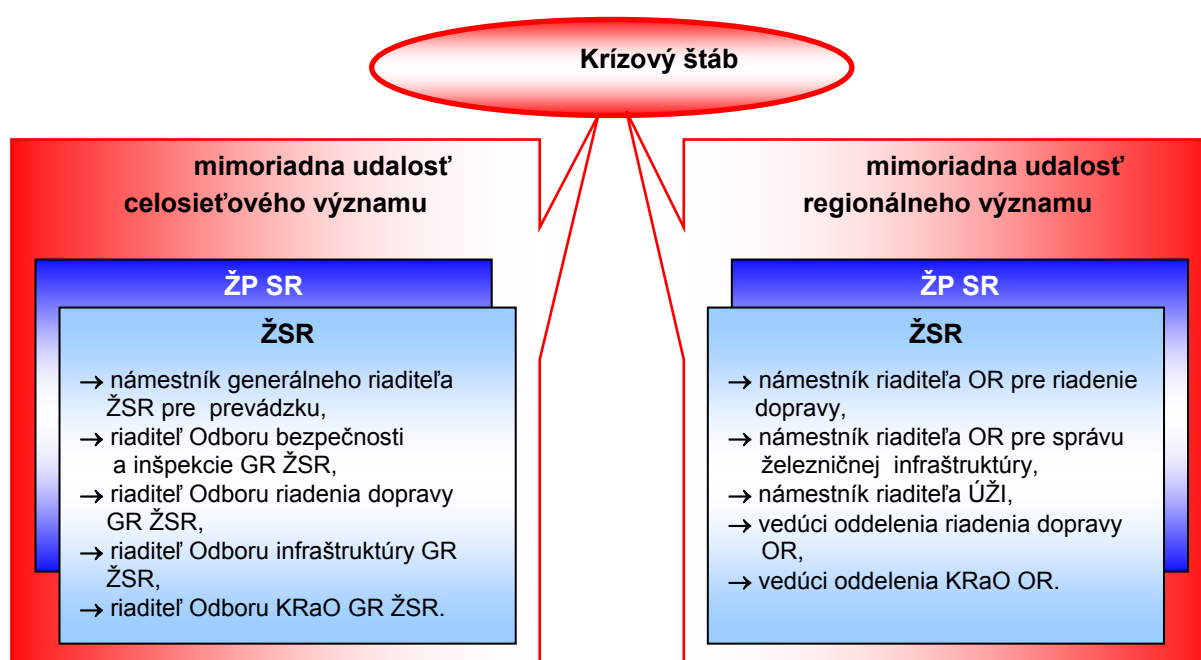 Krízový štáb
mimoriadna udalosť
celosieťového významu
ŽP SR
ŽSR
→ námestník generálneho riaditeľa
ŽSR pre prevádzku,
→ riaditeľ Odboru bezpečnosti
a inšpekcie GR ŽSR,
→ riaditeľ Odboru riadenia dopravy
GR ŽSR,
→ riaditeľ Odboru infraštruktúry GR
ŽSR,
→ riaditeľ Odboru KRaO GR ŽSR.
mimoriadna udalosť
regionálneho významu
ŽP SR
ŽSR
→ námestník riaditeľa OR pre riadenie
dopravy,
→ námestník riaditeľa OR pre správu
železničnej infraštruktúry,
→ námestník riaditeľa ÚŽI,
→ vedúci oddelenia riadenia dopravy
OR,
→ vedúci oddelenia KRaO OR.